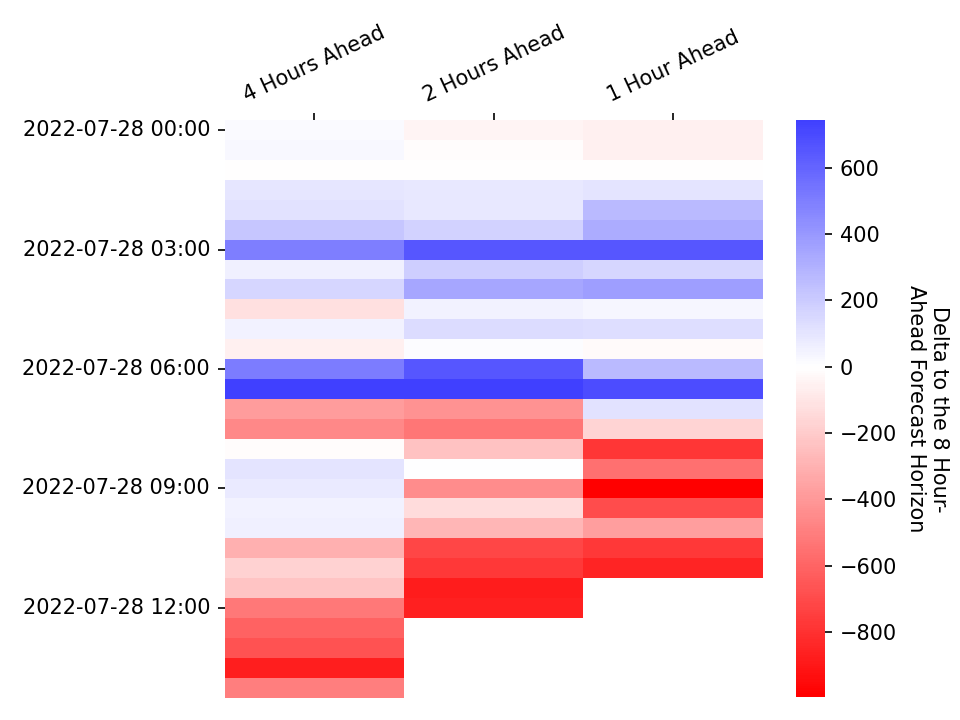 4 Hours Ahead
2 Hours Ahead
1 Hour Ahead
2022-07-28 00:00
2022-07-28 03:00
2022-07-28 06:00
2022-07-28 09:00
2022-07-28 12:00
600
400
200
0
−200
−400
−600
−800
Delta to the 8 Hour-
Ahead Forecast Horizon